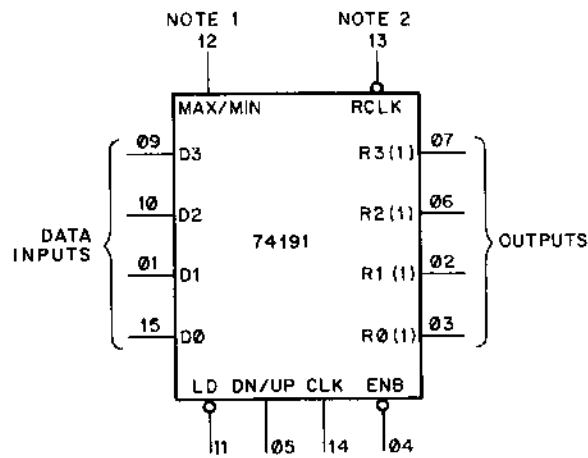 NOTE 1 NOTE 2
12 13
MAX/MIN RCLK
09 D3 R3(1) 07
10 D2 R2(1) 06
DATA INPUTS 74191 OUTPUTS
01 D1 R1(1) 02
15 D0 R0(1) 03
LD DN/UP CLK ENB
11 05 14 04